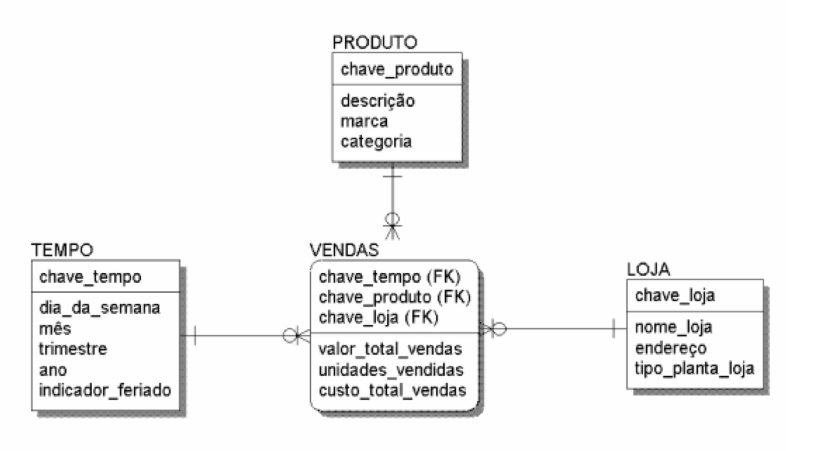 PRODUTO
chave_produto
descrição
marca
categoria
TEMPO
chave_tempo
dia_da_semana
mês
trimestre
ano
indicador_feriado
VENDAS
chave_tempo (FK)
chave_produto (FK)
chave_loja (FK)
valor_total_vendas
unidades_vendidas
custo_total_vendas
LOJA
chave_loja
nome_loja
endereço
tipo_planta_loja